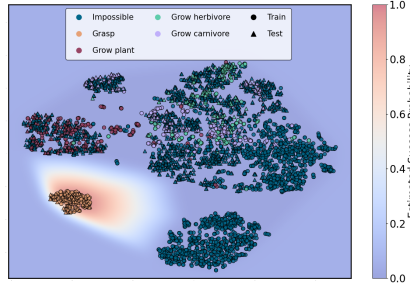 Impossible
Grasp
Grow plant
Grow herbivore
Grow carnivore
Train
Test
1.0
0.8
0.6
0.4
0.2
0.0